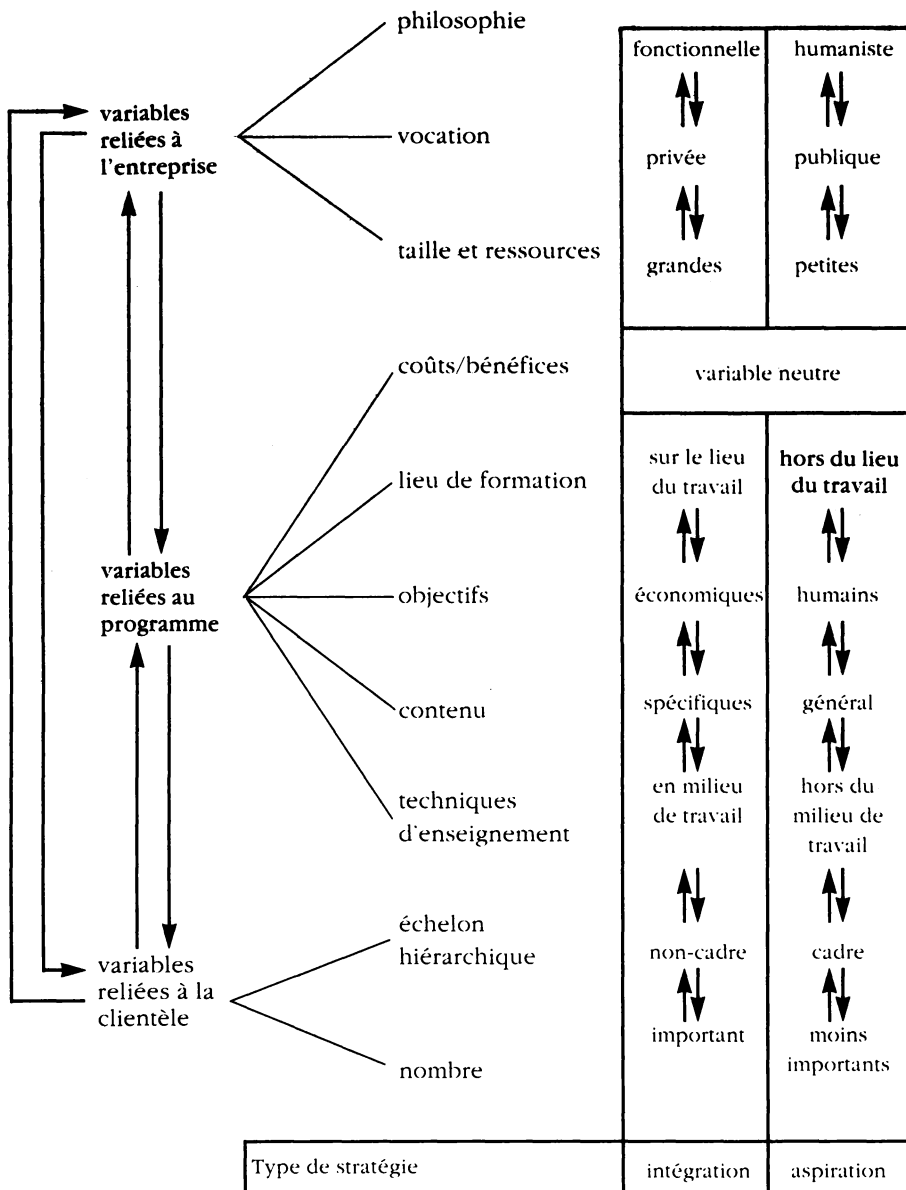 philosophie
fonctionnelle
humaniste
variables
reliées à
l'entreprise
vocation
privée
publique
taille et ressources
grandes
petites
coûts/bénéfices
variable neutre
lieu de formation
sur le lieu
du travail
hors du lieu
du travail
variables
reliées au
programme
objectifs
économiques
humains
contenu
spécifiques
général
techniques
d'enseignement
en milieu
de travail
hors du
milieu de
travail
variables
reliées à la
clientèle
échelon
hiérarchique
non-cadre
cadre
nombre
important
moins
importants
Type de stratégie
intégration
aspiration